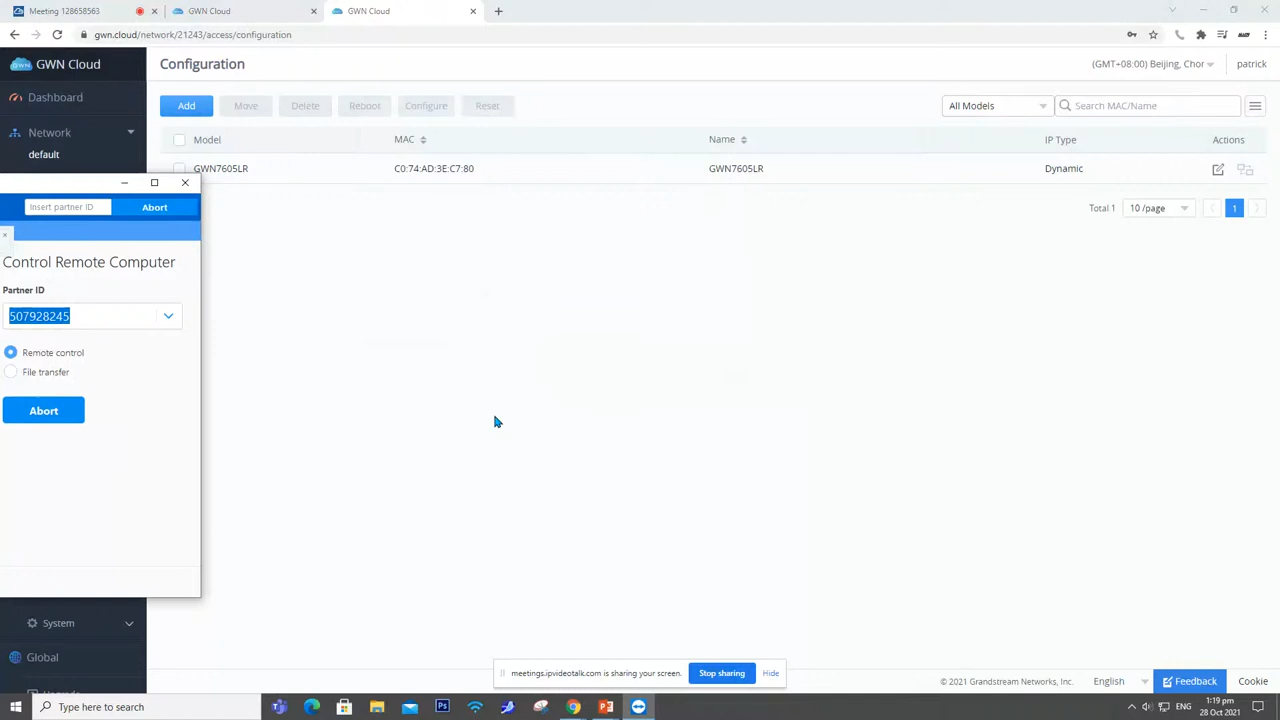 Meeting 128658563
GWN Cloud
GWN Cloud
gwn.cloud/network/21243/access/configuration
GWN Cloud
Configuration
(GMT+08:00) Beijing, Chor
patrick
Dashboard
Add
Move
Delete
Reboot
Configure
Reset
All Models
Search MAC/Name
Network
Model
MAC
Name
IP Type
Actions
default
GWN7605LR
C0:74:AD:3E:C7:80
GWN7605LR
Dynamic
Insert partner ID
Abort
Total 1
10 /page
1
Control Remote Computer
Partner ID
507928245
Remote control
File transfer
Abort
System
Global
meetings.ipvideotalk.com is sharing your screen.
Stop sharing
Hide
© 2021 Grandstream Networks, Inc.
English
Feedback
Cookie
Type here to search
ENG
1:19 pm
28 Oct 2021